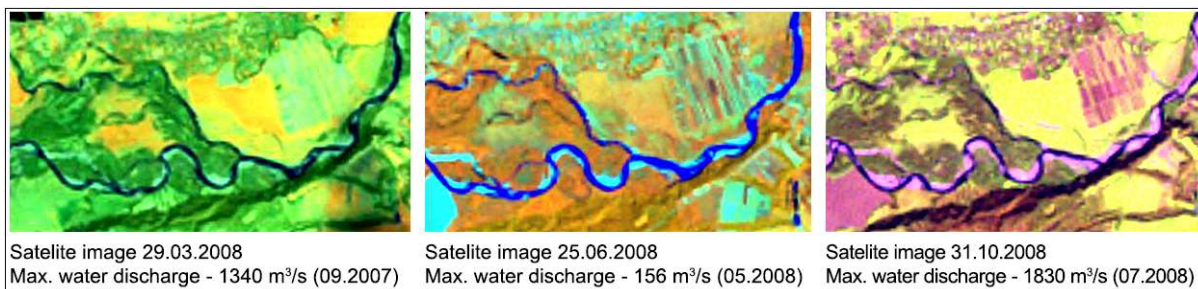 Satelite image 29.03.2008
Max. water discharge - 1340 m³/s (09.2007)
Satelite image 25.06.2008
Max. water discharge - 156 m³/s (05.2008)
Satelite image 31.10.2008
Max. water discharge - 1830 m³/s (07.2008)